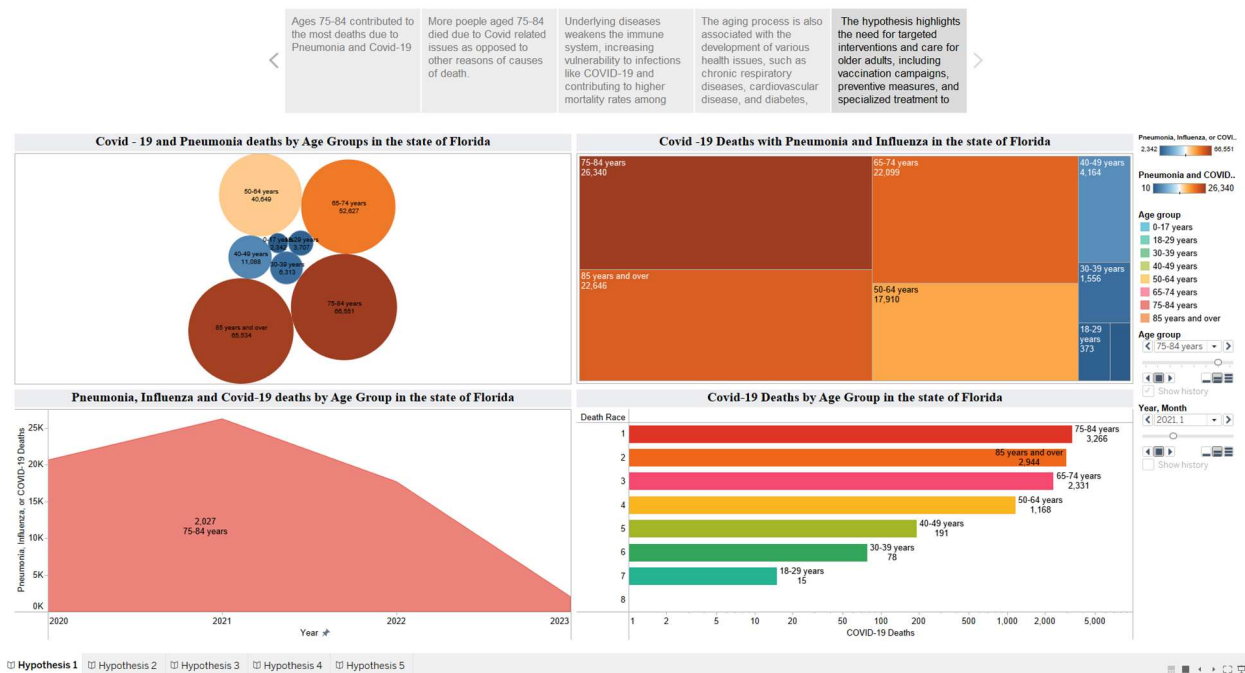 Ages 75-84 contributed to
the most deaths due to
Pneumonia and Covid-19
More poeple aged 75-84
died due to Covid related
issues as opposed to
other reasons of causes
of death.
Underlying diseases
weakens the immune
system, increasing
vulnerability to infections
like COVID-19 and
contributing to higher
mortality rates among
The aging process is also
associated with the
development of various
health issues, such as
chronic respiratory
diseases, cardiovascular
disease, and diabetes,
The hypothesis highlights
the need for targeted
interventions and care for
older adults, including
vaccination campaigns,
preventive measures, and
specialized treatment to
Covid - 19 and Pneumonia deaths by Age Groups in the state of Florida
50-64 years
40,649
65-74 years
52,627
0-17 years
2,342
3,707
40-49 years
30-39 years
6,313
75-84 years
66,551
85 years and over
Covid -19 Deaths with Pneumonia and Influenza in the state of Florida
75-84 years
26,340
65-74 years
22,099
40-49 years
4,164
85 years and over
22,646
50-64 years
17,910
30-39 years
1,556
18-29
years
373
Pneumonia, Influenza, or COVI..
2,342 66,551
Pneumonia and COVID..
10 26,340
Age group
0-17 years
18-29 years
30-39 years
40-49 years
50-64 years
65-74 years
75-84 years
85 years and over
Age group
75-84 years
Show history
Year, Month
2021, 1
Show history
Pneumonia, Influenza and Covid-19 deaths by Age Group in the state of Florida
Pneumonia, Influenza, or COVID-19 Deaths
25K
20K
15K
10K
5K
0K
2,027
75-84 years
2020
2021
2022
2023
Year
Covid-19 Deaths by Age Group in the state of Florida
Death Race
1
75-84 years
3,266
2
85 years and over
2,944
3
65-74 years
2,331
4
50-64 years
1,168
5
40-49 years
191
6
30-39 years
78
7
18-29 years
15
8
1 2 5 10 20 50 100 200 500 1,000 2,000 5,000
COVID-19 Deaths
Hypothesis 1 Hypothesis 2 Hypothesis 3 Hypothesis 4 Hypothesis 5